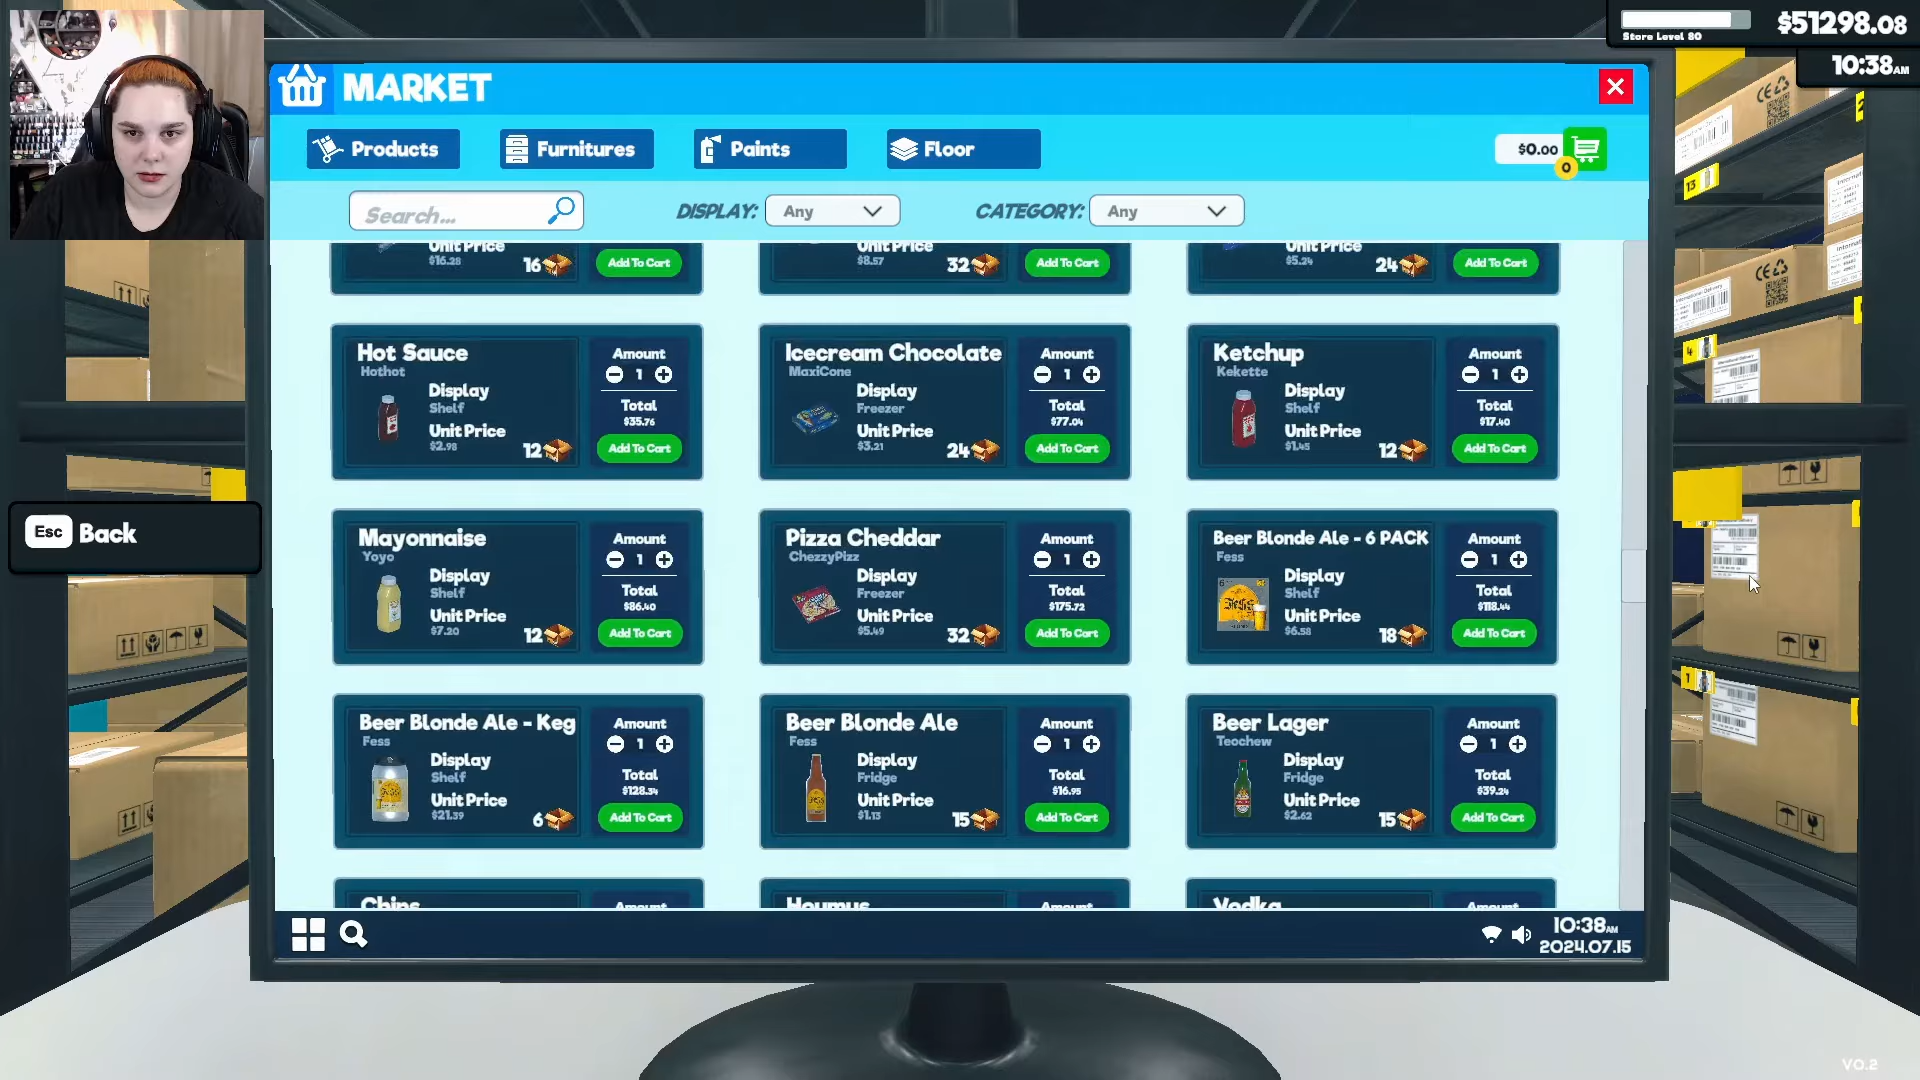 $51298.08
Store Level 80
10:38AM
MARKET
Products
Furnitures
Paints
Floor
$0.00
0
Search...
DISPLAY:
Any
CATEGORY:
Any
Unit Price
$16.28
16
Add To Cart
Unit Price
$8.57
32
Add To Cart
Unit Price
$5.24
24
Add To Cart
Hot Sauce
Hothot
Display
Shelf
Unit Price
$2.98
12
Amount
1
Total
$35.76
Add To Cart
Icecream Chocolate
MaxiCone
Display
Freezer
Unit Price
$3.21
24
Amount
1
Total
$77.04
Add To Cart
Ketchup
Kekette
Display
Shelf
Unit Price
$1.45
12
Amount
1
Total
$17.40
Add To Cart
Esc Back
Mayonnaise
Yoyo
Display
Shelf
Unit Price
$7.20
12
Amount
1
Total
$86.40
Add To Cart
Pizza Cheddar
ChezzyPizz
Display
Freezer
Unit Price
$5.49
32
Amount
1
Total
$175.72
Add To Cart
Beer Blonde Ale - 6 PACK
Fess
Display
Shelf
Unit Price
$6.58
18
Amount
1
Total
$118.44
Add To Cart
Beer Blonde Ale - Keg
Fess
Display
Shelf
Unit Price
$21.39
6
Amount
1
Total
$128.34
Add To Cart
Beer Blonde Ale
Fess
Display
Fridge
Unit Price
$1.13
15
Amount
1
Total
$16.95
Add To Cart
Beer Lager
Teochew
Display
Fridge
Unit Price
$2.62
15
Amount
1
Total
$39.24
Add To Cart
Chips
Amount
Houmus
Amount
Vodka
Amount
10:38AM
2024.07.15
13
4
1
V0.2